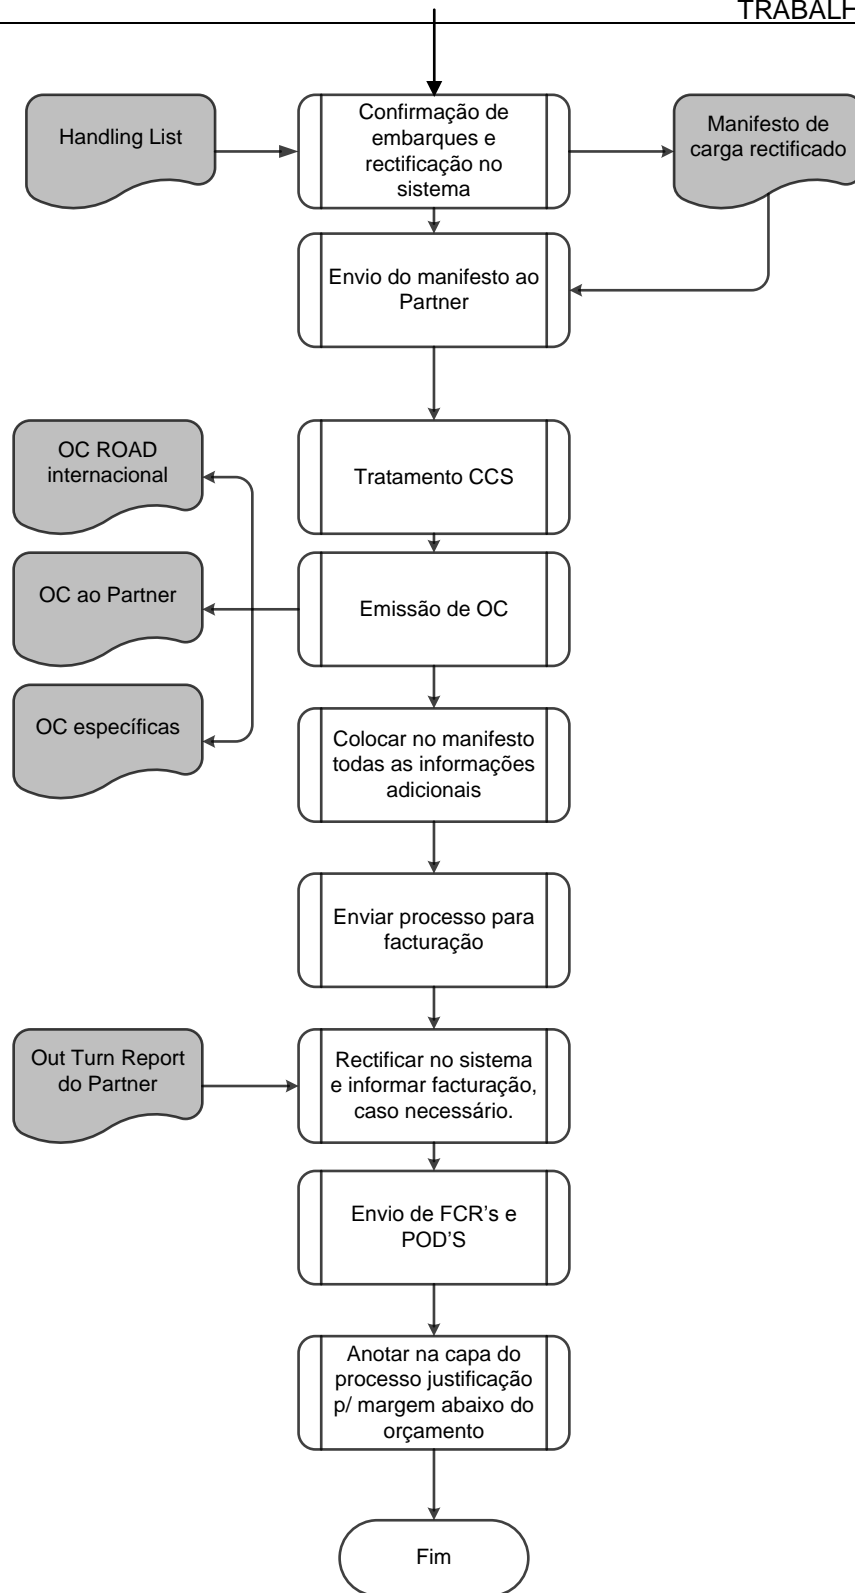 TRABALH
Handling List
Confirmação de
embarques e
rectificação no
sistema
Manifesto de
carga rectificado
Envio do manifesto ao
Partner
OC ROAD
internacional
Tratamento CCS
OC ao Partner
Emissão de OC
OC específicas
Colocar no manifesto
todas as informações
adicionais
Enviar processo para
facturação
Out Turn Report
do Partner
Rectificar no sistema
e informar facturação,
caso necessário.
Envio de FCR's e
POD'S
Anotar na capa do
processo justificação
p/ margem abaixo do
orçamento
Fim